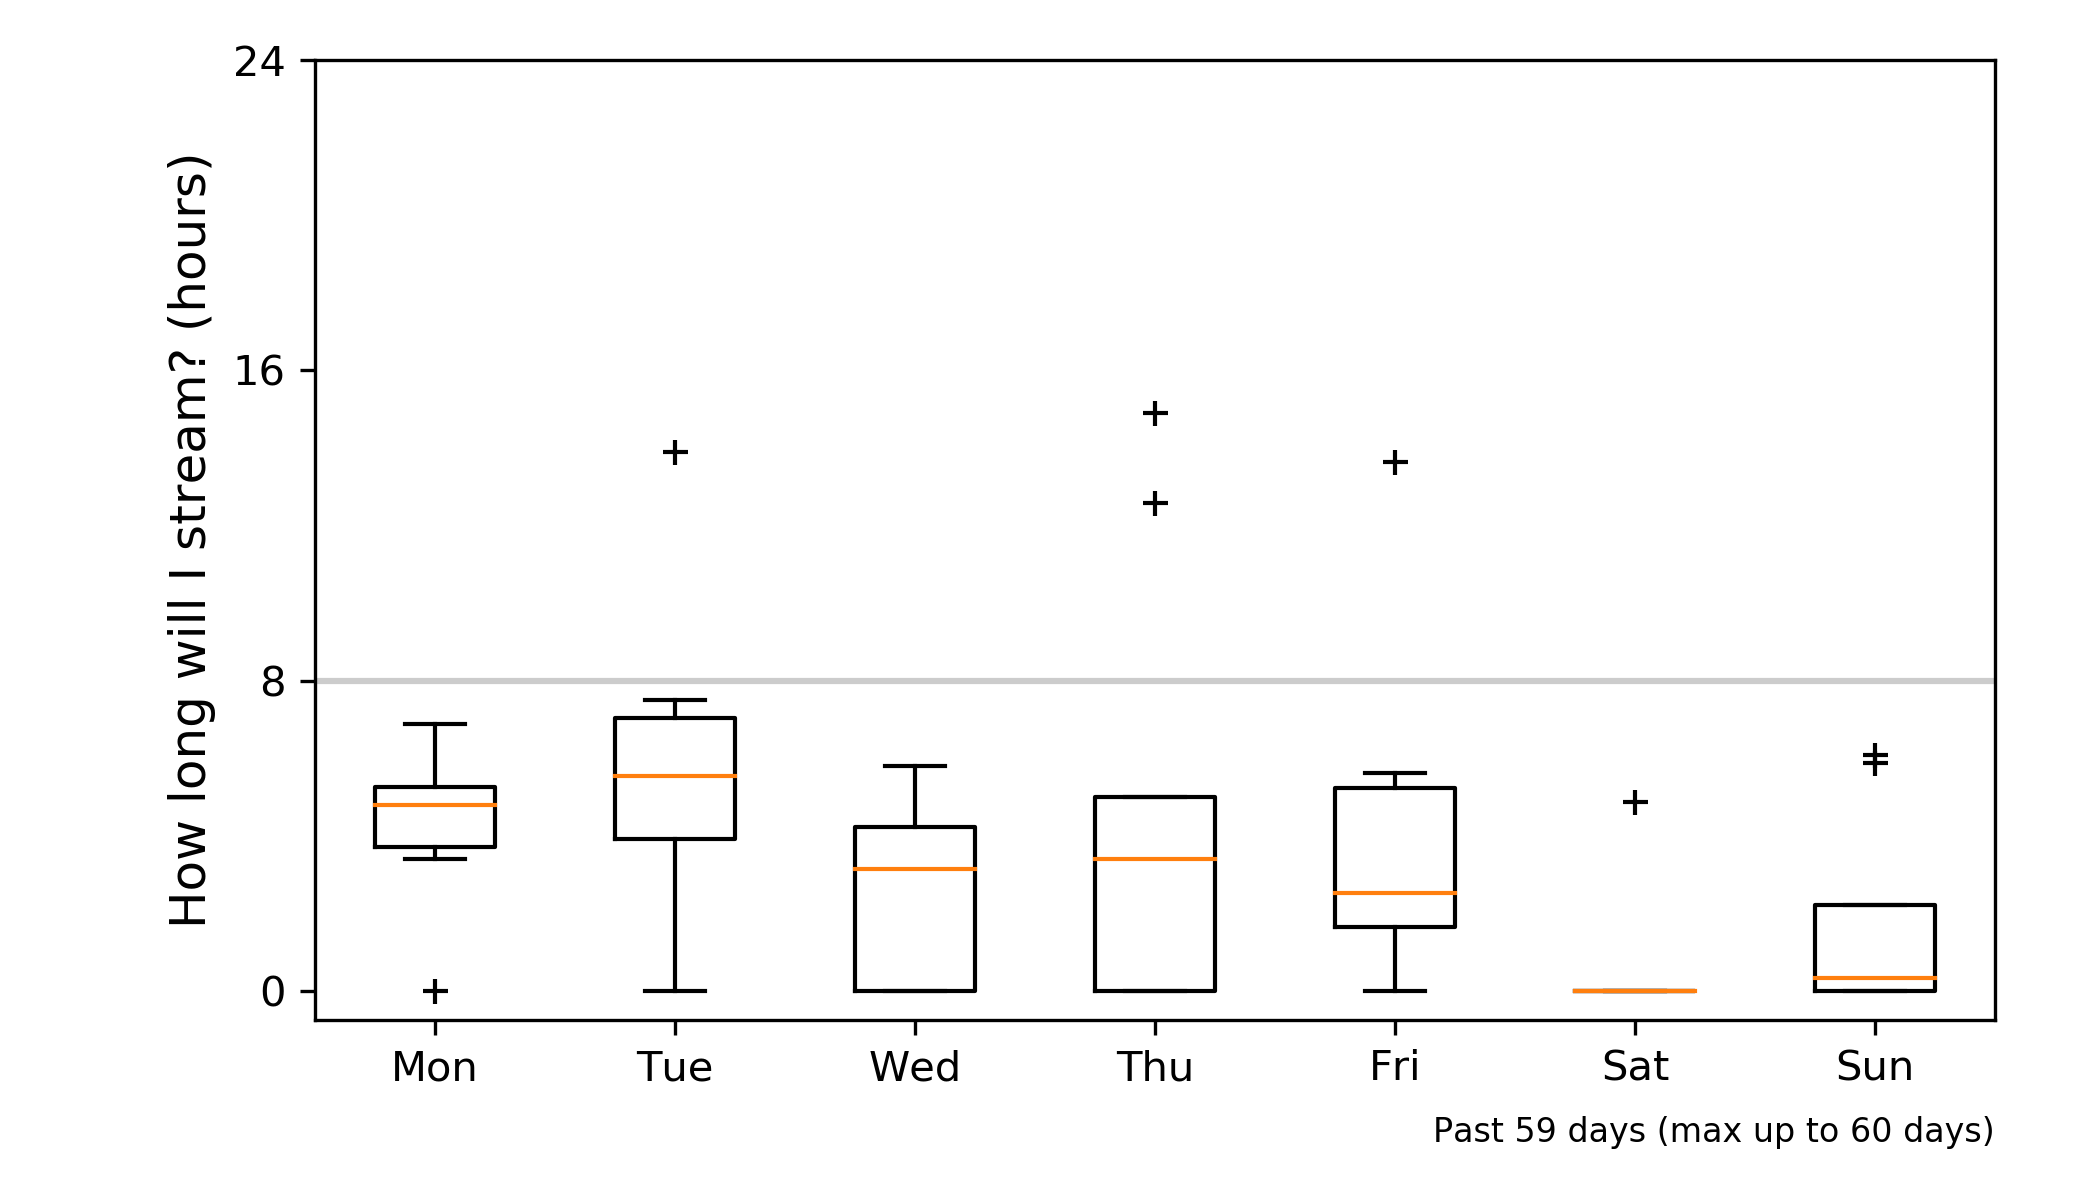 How long will I stream? (hours)
24
16
8
0
Mon Tue Wed Thu Fri Sat Sun
Past 59 days (max up to 60 days)